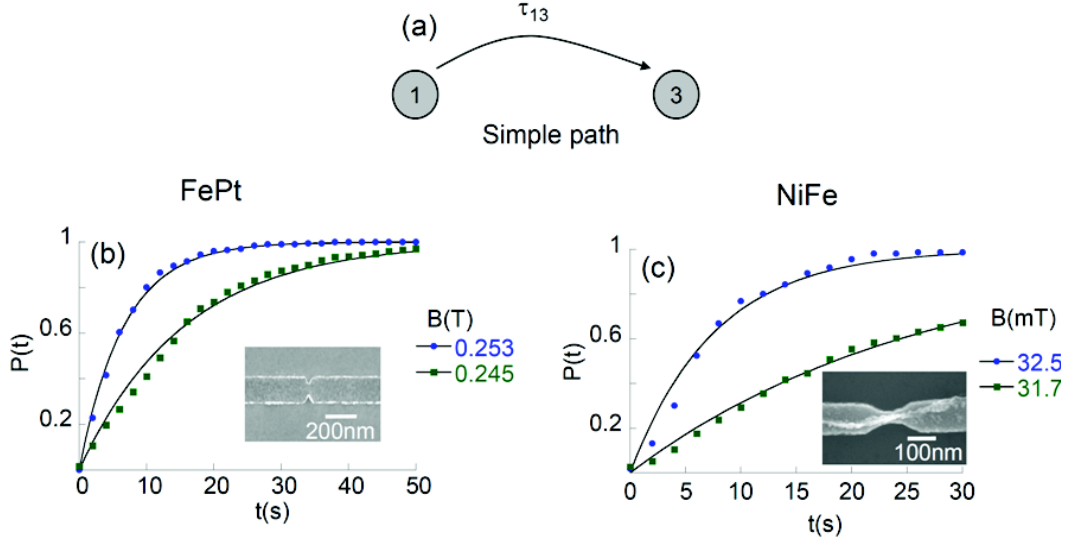 (a)
τ13
1
3
Simple path
FePt
NiFe
(b)
1
0.6
0.2
P(t)
0
10
20
30
40
50
t(s)
B(T)
0.253
0.245
200nm
(c)
1
0.6
0.2
P(t)
0
5
10
15
20
25
30
t(s)
B(mT)
32.5
31.7
100nm